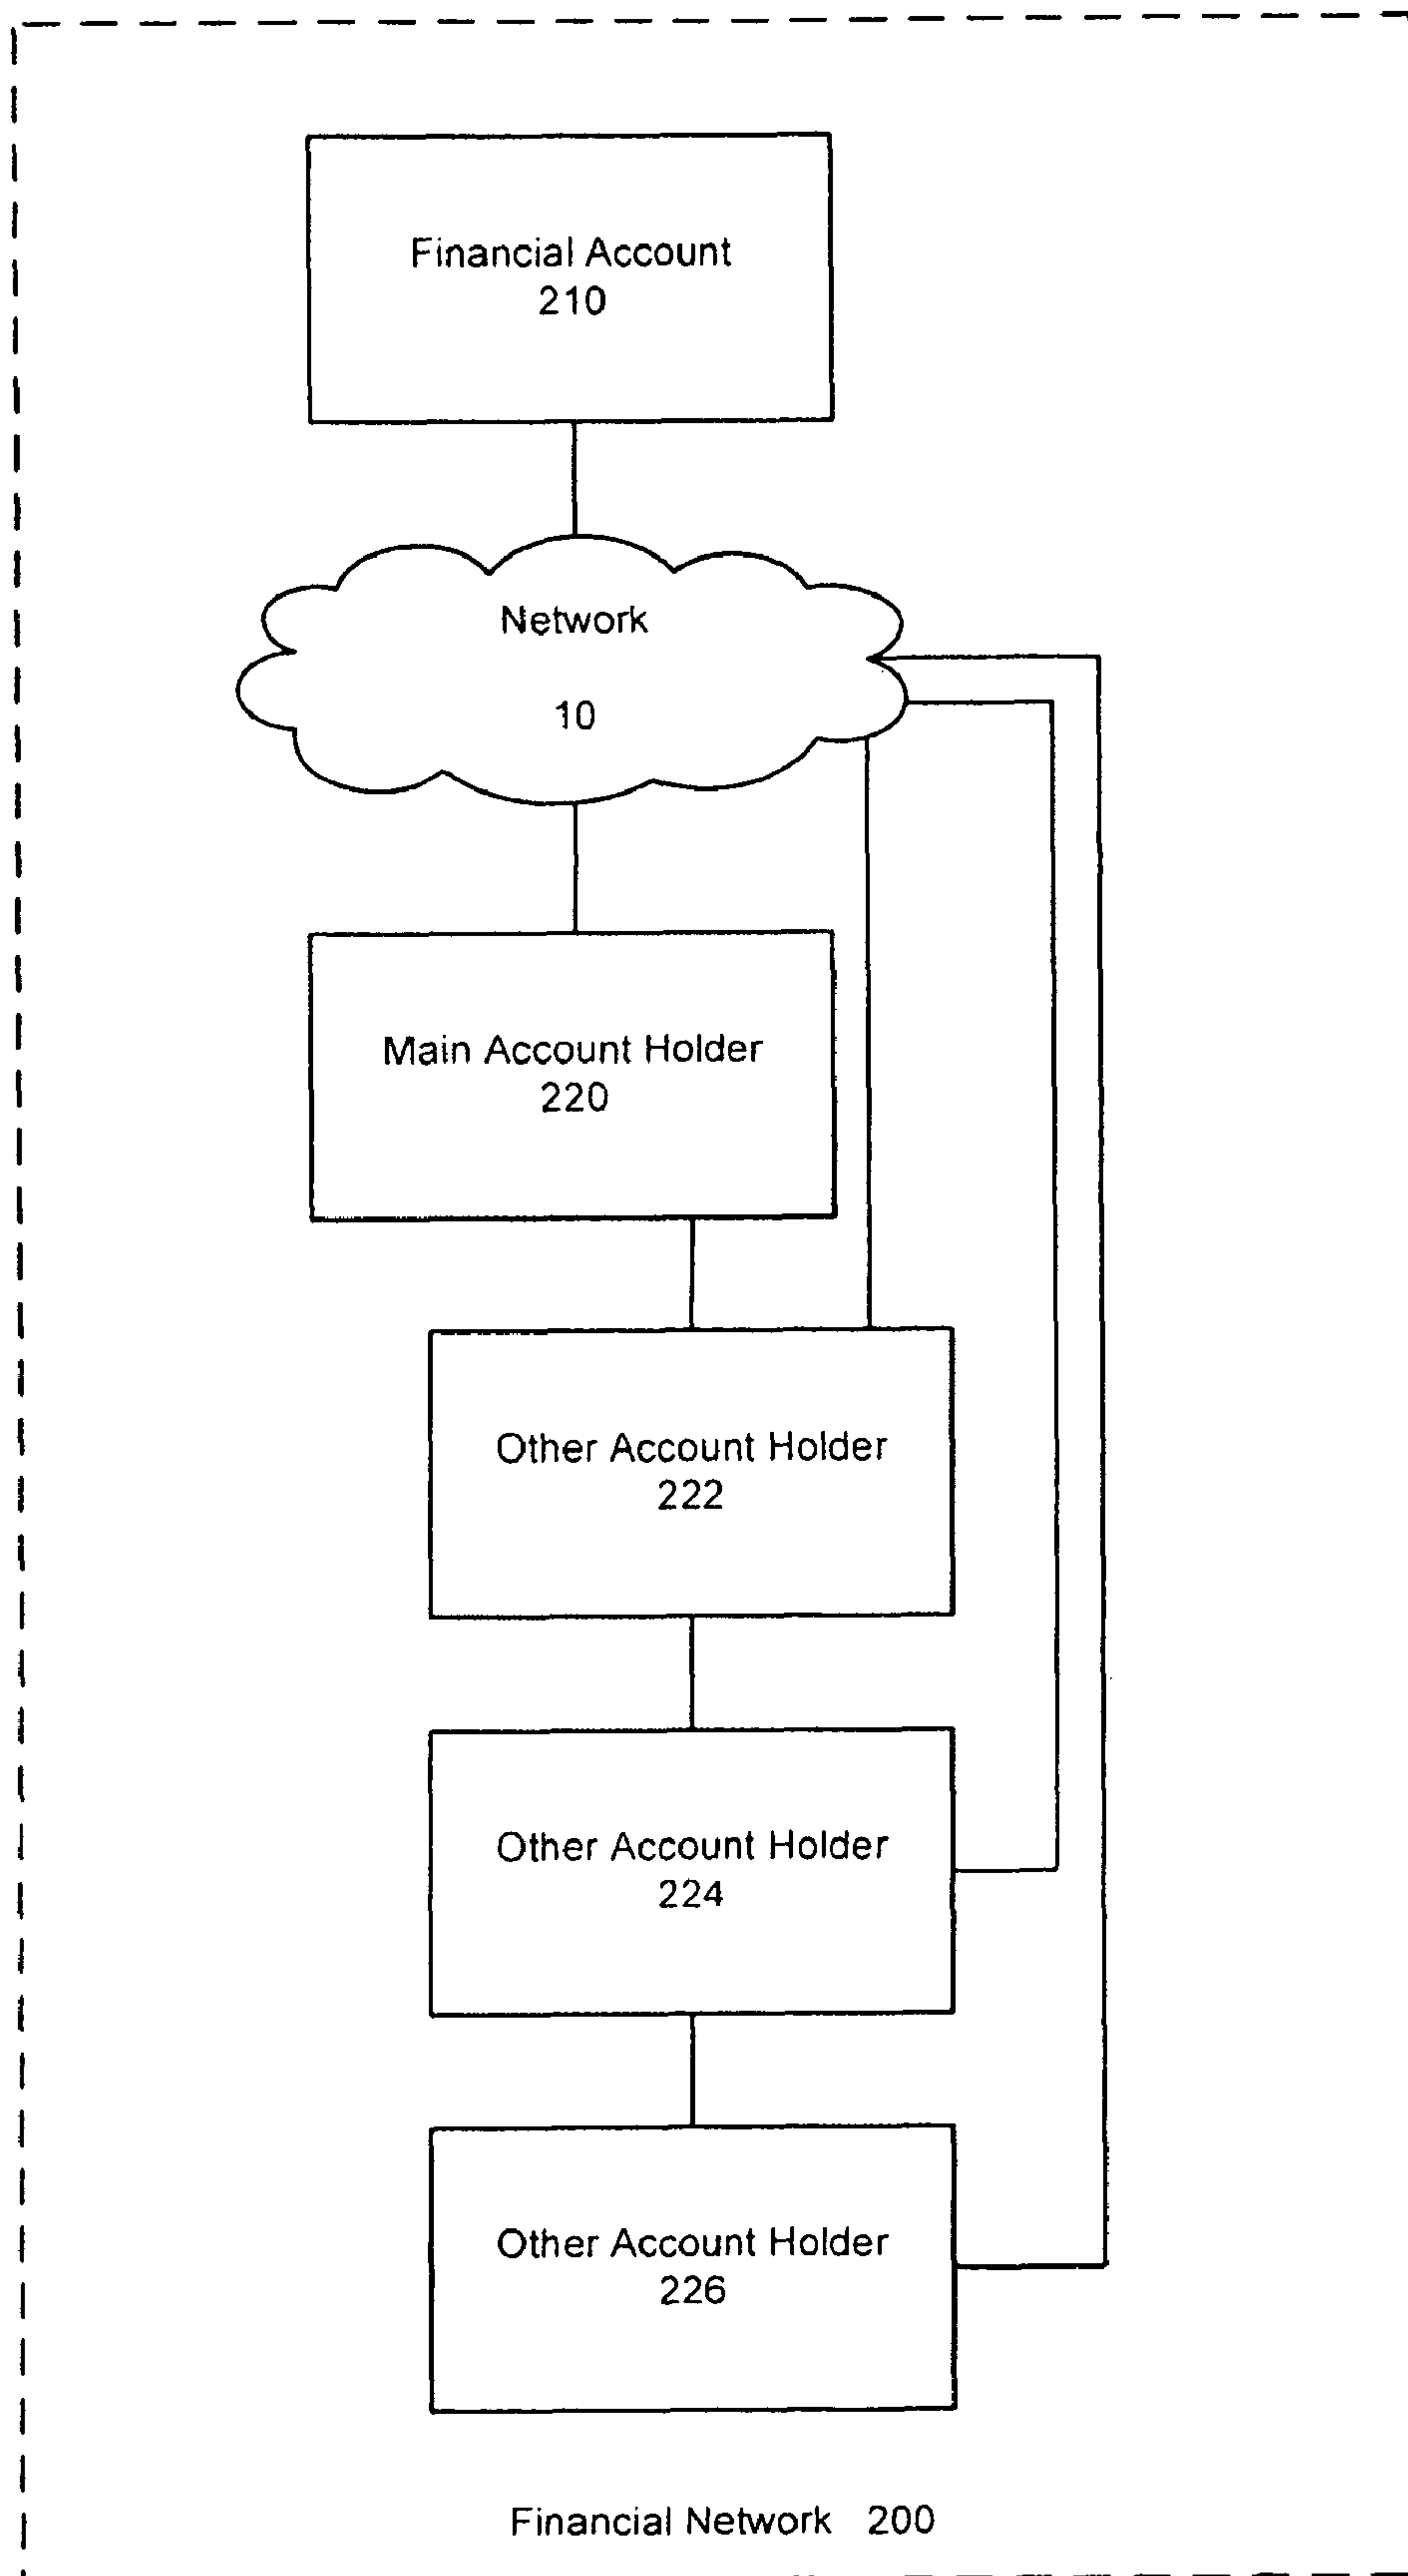 Financial Account
210
Network
10
Main Account Holder
220
Other Account Holder
222
Other Account Holder
224
Other Account Holder
226
Financial Network 200